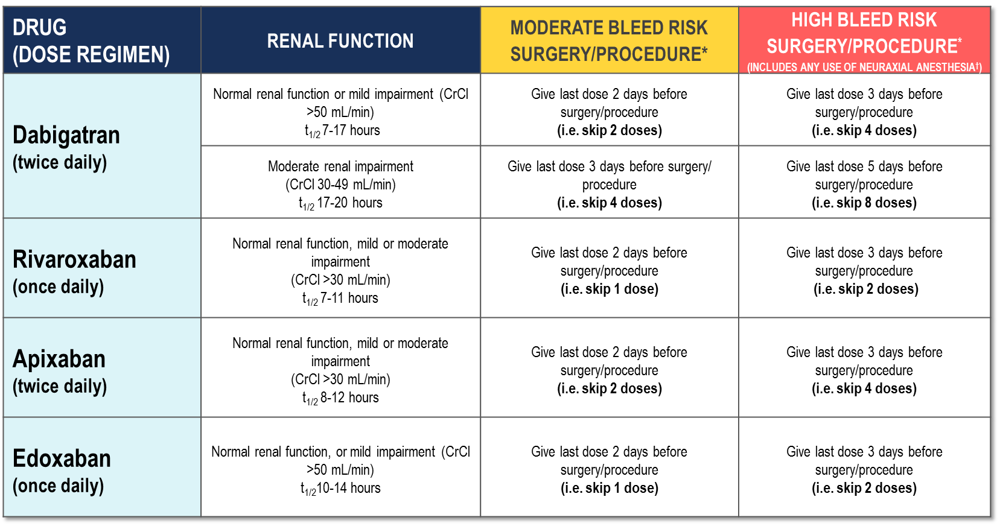 DRUG
(DOSE REGIMEN)
RENAL FUNCTION
MODERATE BLEED RISK
SURGERY/PROCEDURE*
HIGH BLEED RISK
SURGERY/PROCEDURE*
(INCLUDES ANY USE OF NEURAXIAL ANESTHESIA†)
Dabigatran
(twice daily)
Normal renal function or mild impairment (CrCl
>50 mL/min)
t1/2 7-17 hours
Give last dose 2 days before
surgery/procedure
(i.e. skip 2 doses)
Give last dose 3 days before
surgery/procedure
(i.e. skip 4 doses)
Moderate renal impairment
(CrCl 30-49 mL/min)
t1/2 17-20 hours
Give last dose 3 days before surgery/
procedure
(i.e. skip 4 doses)
Give last dose 5 days before
surgery/procedure
(i.e. skip 8 doses)
Rivaroxaban
(once daily)
Normal renal function, mild or moderate
impairment
(CrCl >30 mL/min)
t1/2 7-11 hours
Give last dose 2 days before
surgery/procedure
(i.e. skip 1 dose)
Give last dose 3 days before
surgery/procedure
(i.e. skip 2 doses)
Apixaban
(twice daily)
Normal renal function, mild or moderate
impairment
(CrCl >30 mL/min)
t1/2 8-12 hours
Give last dose 2 days before
surgery/procedure
(i.e. skip 2 doses)
Give last dose 3 days before
surgery/procedure
(i.e. skip 4 doses)
Edoxaban
(once daily)
Normal renal function, or mild impairment (CrCl
>50 mL/min)
t1/2 10-14 hours
Give last dose 2 days before
surgery/procedure
(i.e. skip 1 dose)
Give last dose 3 days before
surgery/procedure
(i.e. skip 2 doses)